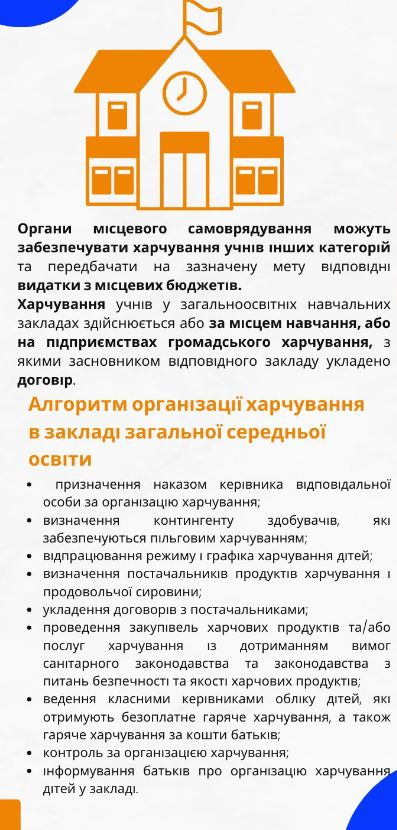 Органи місцевого самоврядування можуть
забезпечувати харчування учнів інших категорій
та передбачати на зазначену мету відповідні
видатки з місцевих бюджетів.
Харчування учнів у загальноосвітніх навчальних
закладах здійснюється або за місцем навчання, або
на підприємствах громадського харчування, з
якими засновником відповідного закладу укладено
договір.
Алгоритм організації харчування
в закладі загальної середньої
освіти
• призначення наказом керівника відповідальної
особи за організацію харчування;
• визначення контингенту здобувачів, які
забезпечуються пільговим харчуванням;
• відпрацювання режиму і графіка харчування дітей;
• визначення постачальників продуктів харчування і
продовольчої сировини;
• укладення договорів з постачальниками;
• проведення закупівель харчових продуктів та/або
послуг харчування із дотриманням вимог
санітарного законодавства та законодавства з
питань безпечності та якості харчових продуктів;
• ведення класними керівниками обліку дітей, які
отримують безоплатне гаряче харчування, а також
гаряче харчування за кошти батьків;
• контроль за організацією харчування;
• інформування батьків про організацію харчування
дітей у закладі.